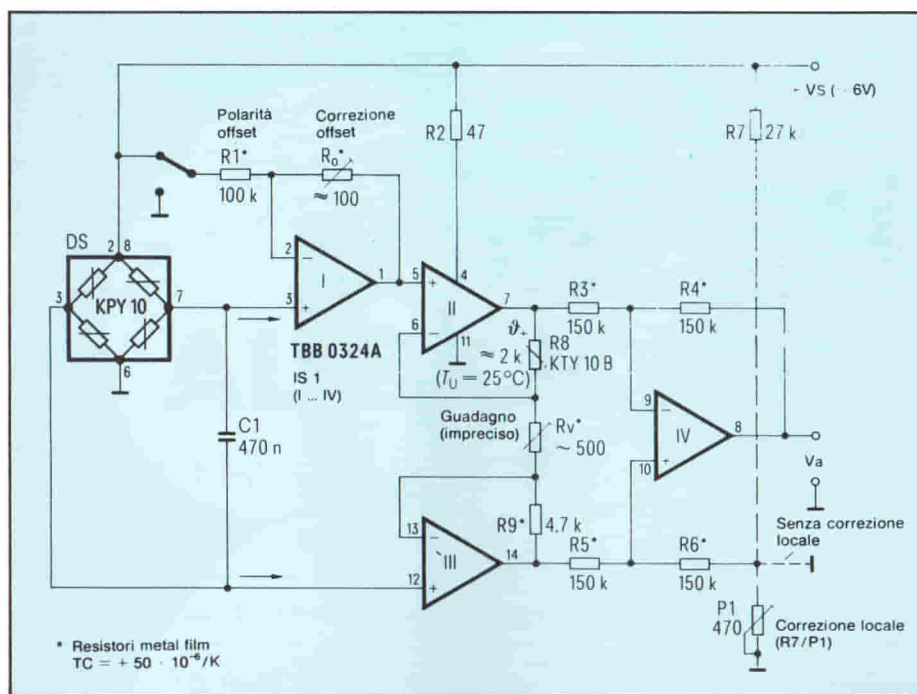 VS (– 6V)
Polarità
offset
Correzione
offset
R1*
100 k
Ro*
≈ 100
R2
47
R7
27 k
DS
2
8
3
7
6
KPY 10
2
3
1
I
TBB 0324A
IS 1
(I ... IV)
5
6
4
7
11
II
ϑ+
≈ 2 k
(TU = 25°C)
R8
KTY 10 B
R3*
150 k
R4*
150 k
C1
470 n
Guadagno
(impreciso)
Rv*
~ 500
9
10
8
IV
Va
13
12
14
III
R9*
4.7 k
R5*
150 k
R6*
150 k
Senza correzione
locale
P1
470
Correzione locale
(R7/P1)
* Resistori metal film
TC = + 50 · 10⁻⁶/K